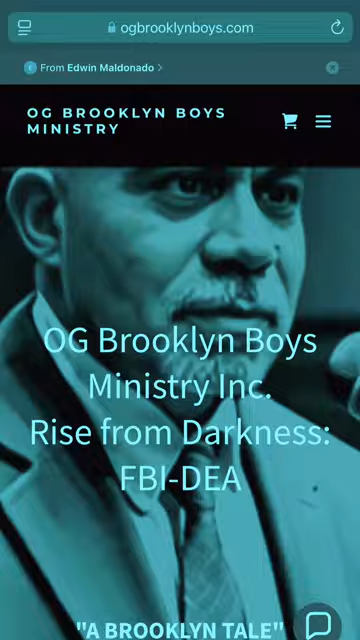 ogbrooklynboys.com
From Edwin Maldonado >
OG BROOKLYN BOYS
MINISTRY
OG Brooklyn Boys
Ministry Inc.
Rise from Darkness:
FBI-DEA
"A BROOKLYN TALE"